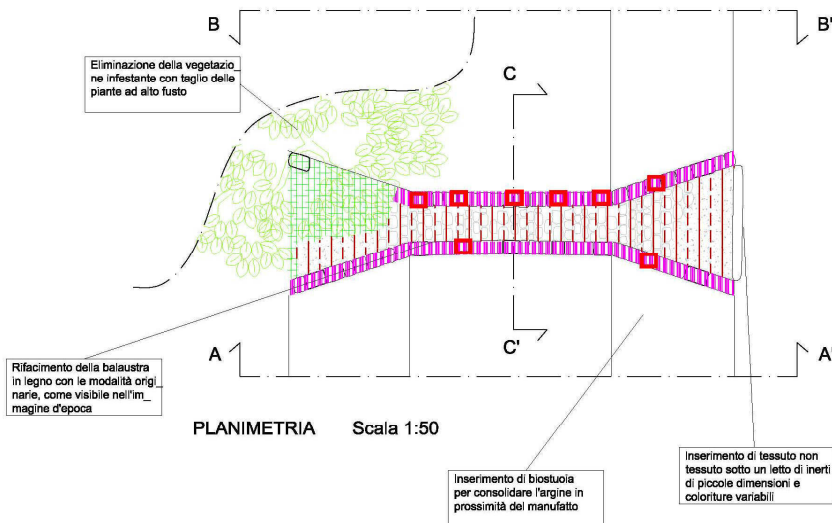 B
B'
Eliminazione della vegetazio_
ne infestante con taglio delle
piante ad alto fusto
C
C'
A
A'
Rifacimento della balaustra
in legno con le modalità origi_
narie, come visibile nell'im_
magine d'epoca
PLANIMETRIA Scala 1:50
Inserimento di biostuoia
per consolidare l'argine in
prossimità del manufatto
Inserimento di tessuto non
tessuto sotto un letto di inerti
di piccole dimensioni e
coloriture variabili